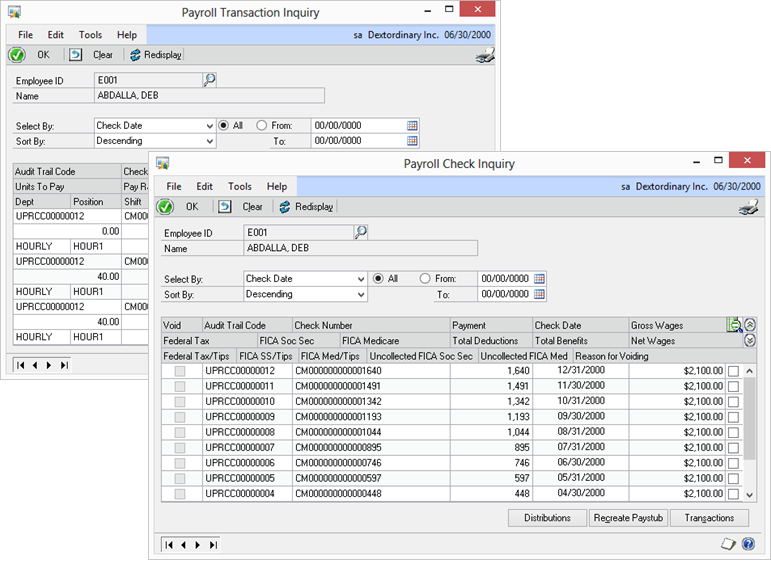 Payroll Transaction Inquiry
File Edit Tools Help sa Dextordinary Inc. 06/30/2000
OK Clear Redisplay
Employee ID E001
Name ABDALLA, DEB
Select By: Check Date All From: 00/00/0000
Sort By: Descending To: 00/00/0000
Audit Trail Code Check
Units To Pay Pay R
Dept Position Shift
UPRCC00000012 CM000
0.00
HOURLY HOUR1
UPRCC00000012 CM000
40.00
HOURLY HOUR1
UPRCC00000012 CM000
40.00
HOURLY HOUR1
Payroll Check Inquiry
File Edit Tools Help sa Dextordinary Inc. 06/30/2000
OK Clear Redisplay
Employee ID E001
Name ABDALLA, DEB
Select By: Check Date All From: 00/00/0000
Sort By: Descending To: 00/00/0000
Void Audit Trail Code Check Number Payment Check Date Gross Wages
Federal Tax FICA Soc Sec FICA Medicare Total Deductions Total Benefits Net Wages
Federal Tax/Tips FICA SS/Tips FICA Med/Tips Uncollected FICA Soc Sec Uncollected FICA Med Reason for Voiding
UPRCC00000012 CM000000000001640 1,640 12/31/2000 $2,100.00
UPRCC00000011 CM000000000001491 1,491 11/30/2000 $2,100.00
UPRCC00000010 CM000000000001342 1,342 10/31/2000 $2,100.00
UPRCC00000009 CM000000000001193 1,193 09/30/2000 $2,100.00
UPRCC00000008 CM000000000001044 1,044 08/31/2000 $2,100.00
UPRCC00000007 CM000000000000895 895 07/31/2000 $2,100.00
UPRCC00000006 CM000000000000746 746 06/30/2000 $2,100.00
UPRCC00000005 CM000000000000597 597 05/31/2000 $2,100.00
UPRCC00000004 CM000000000000448 448 04/30/2000 $2,100.00
Distributions Recreate Paystub Transactions